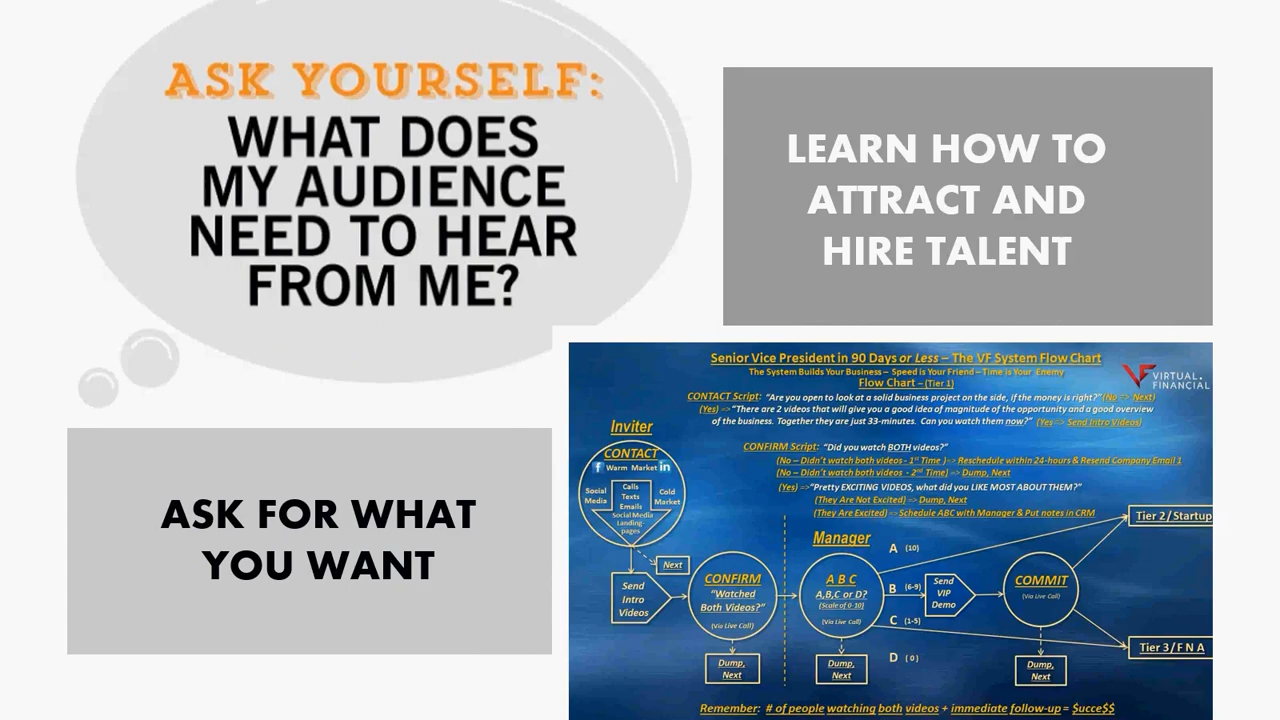 ASK YOURSELF:
WHAT DOES
MY AUDIENCE
NEED TO HEAR
FROM ME?
LEARN HOW TO
ATTRACT AND
HIRE TALENT
ASK FOR WHAT
YOU WANT
Senior Vice President in 90 Days or Less – The VF System Flow Chart
The System Builds Your Business – Speed is Your Friend – Time is Your Enemy
Flow Chart – (Tier 1)
VF VIRTUAL.
FINANCIAL
CONTACT Script: “Are you open to look at a solid business project on the side, if the money is right?” (No => Next)
(Yes) => “There are 2 videos that will give you a good idea of magnitude of the opportunity and a good overview
of the business. Together they are just 33-minutes. Can you watch them now?” (Yes => Send Intro Videos)
CONFIRM Script: “Did you watch BOTH videos?”
(No – Didn’t watch both videos - 1st Time )=> Reschedule within 24-hours & Resend Company Email 1
(No – Didn’t watch both videos - 2nd Time) => Dump, Next
(Yes) =>“Pretty EXCITING VIDEOS, what did you LIKE MOST ABOUT THEM?”
(They Are Not Excited) => Dump, Next
(They Are Excited) => Schedule ABC with Manager & Put notes in CRM
Inviter
CONTACT
f Warm Market in
Social
Media
Calls
Texts
Emails
Social Media
Landing-
pages
Cold
Market
Next
Send
Intro
Videos
CONFIRM
“Watched
Both Videos?”
(Via Live Call)
Dump,
Next
Manager
A B C
A,B,C or D?
(Scale of 0-10)
(Via Live Call)
Dump,
Next
A (10)
B (6-9)
C (1-5)
D ( 0 )
Send
VIP
Demo
COMMIT
(Via Live Call)
Dump,
Next
Tier 2/Startup
Tier 3/F N A
Remember: # of people watching both videos + immediate follow-up = $ucce$$